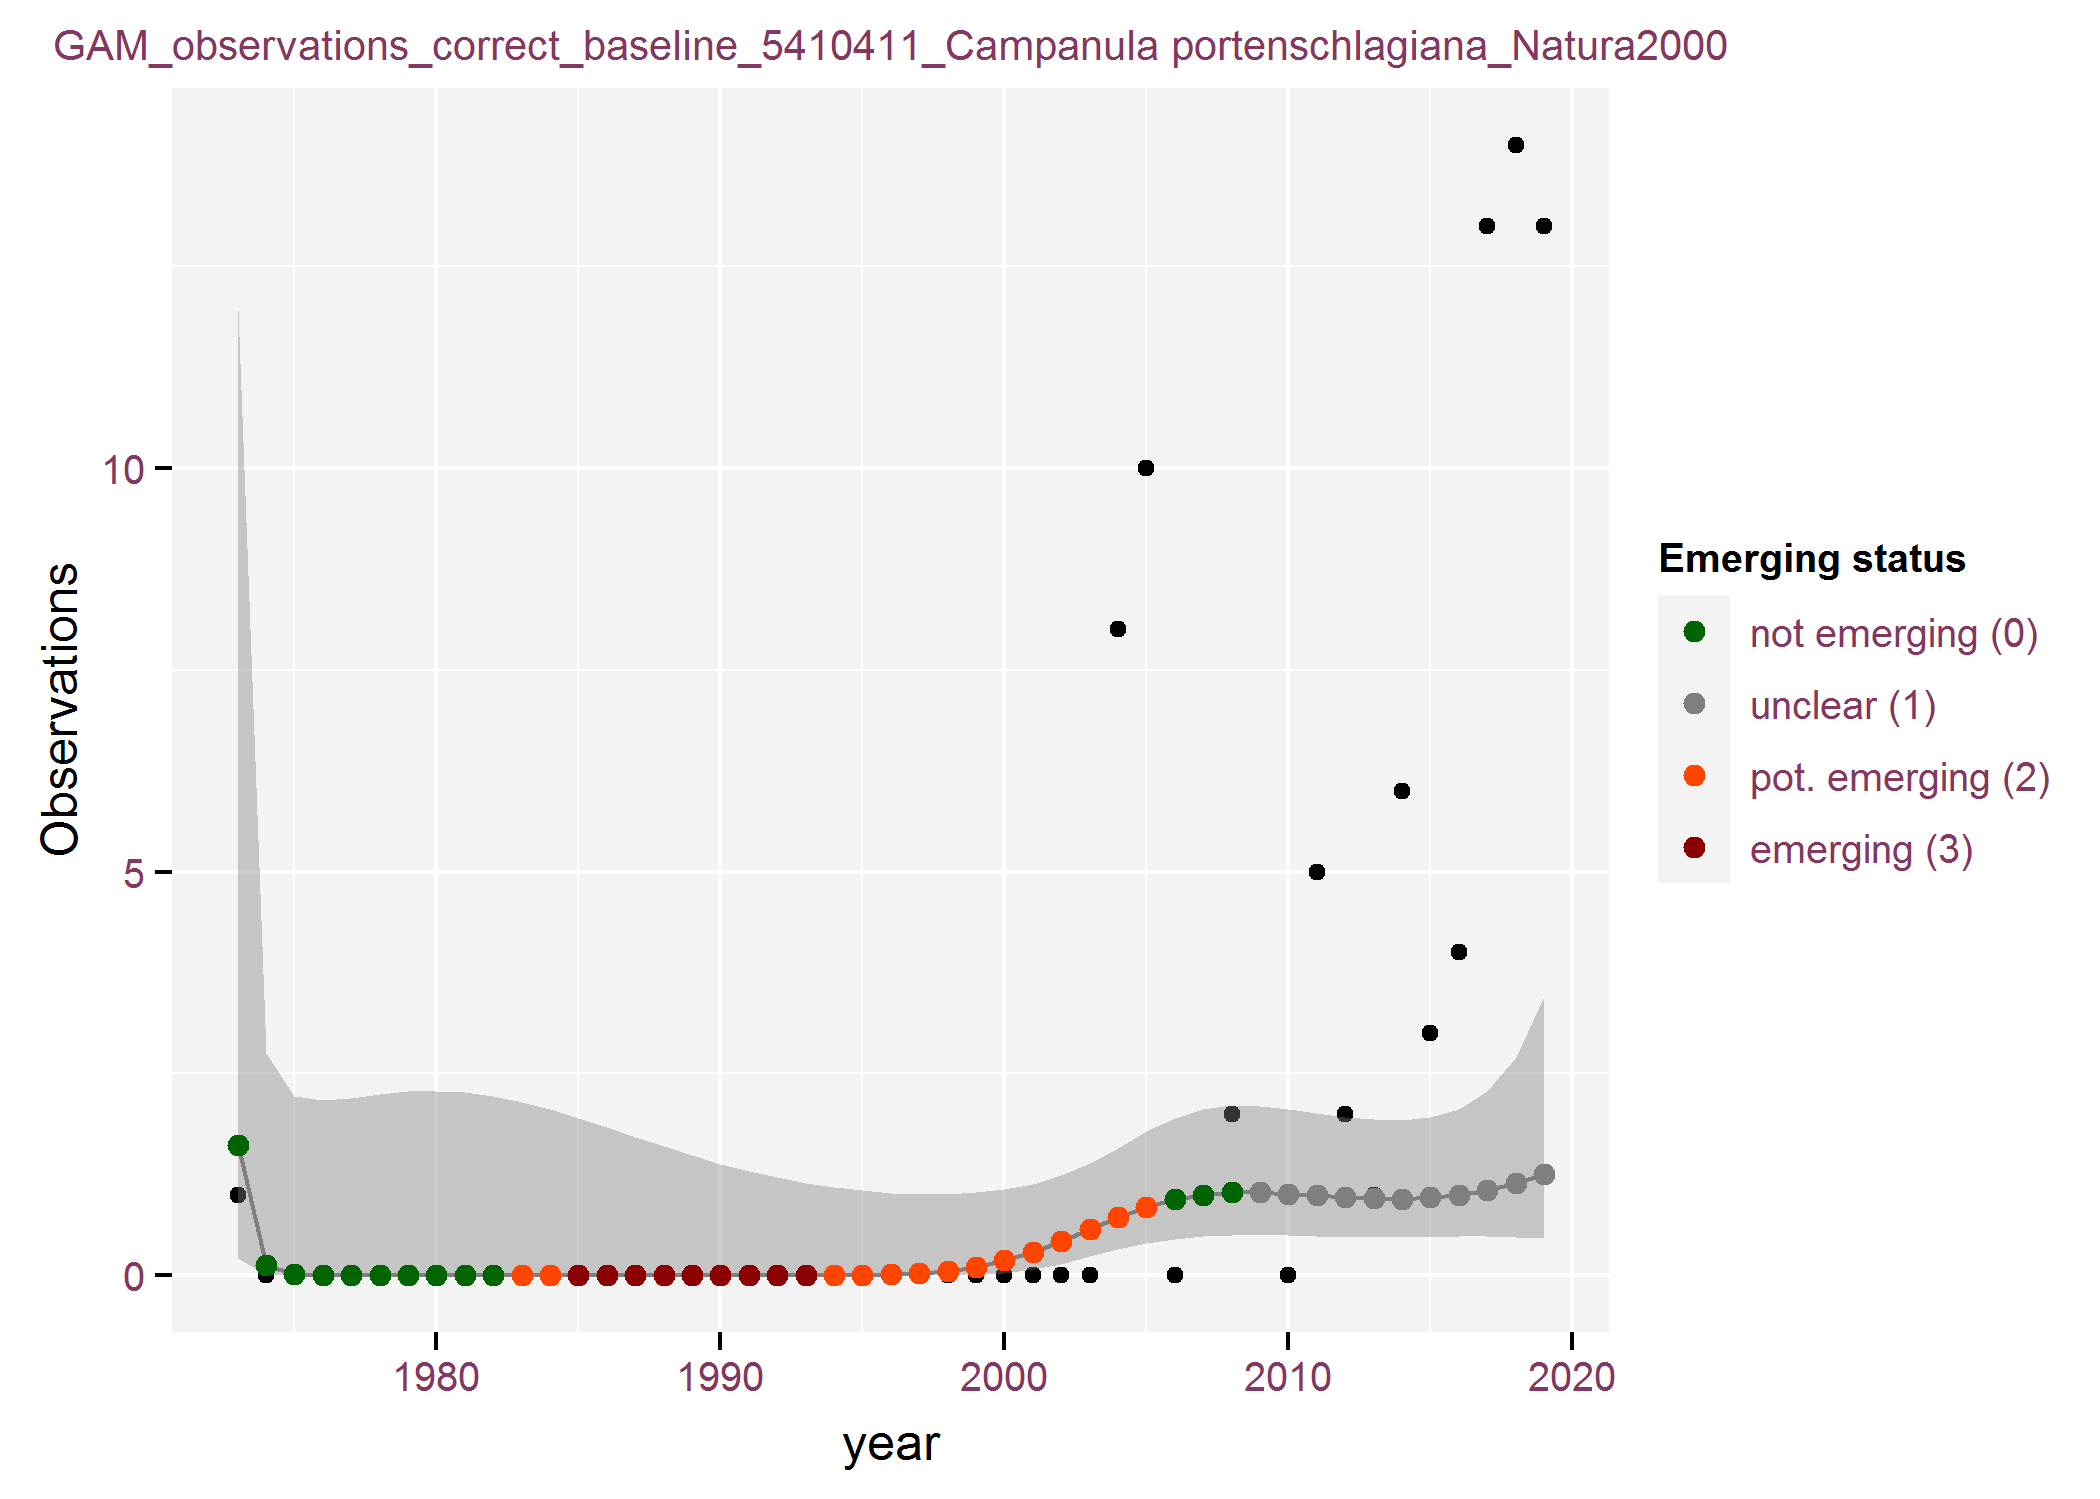 GAM_observations_correct_baseline_5410411_Campanula portenschlagiana_Natura2000
Observations
10
5
0
1980 1990 2000 2010 2020
year
Emerging status
not emerging (0)
unclear (1)
pot. emerging (2)
emerging (3)